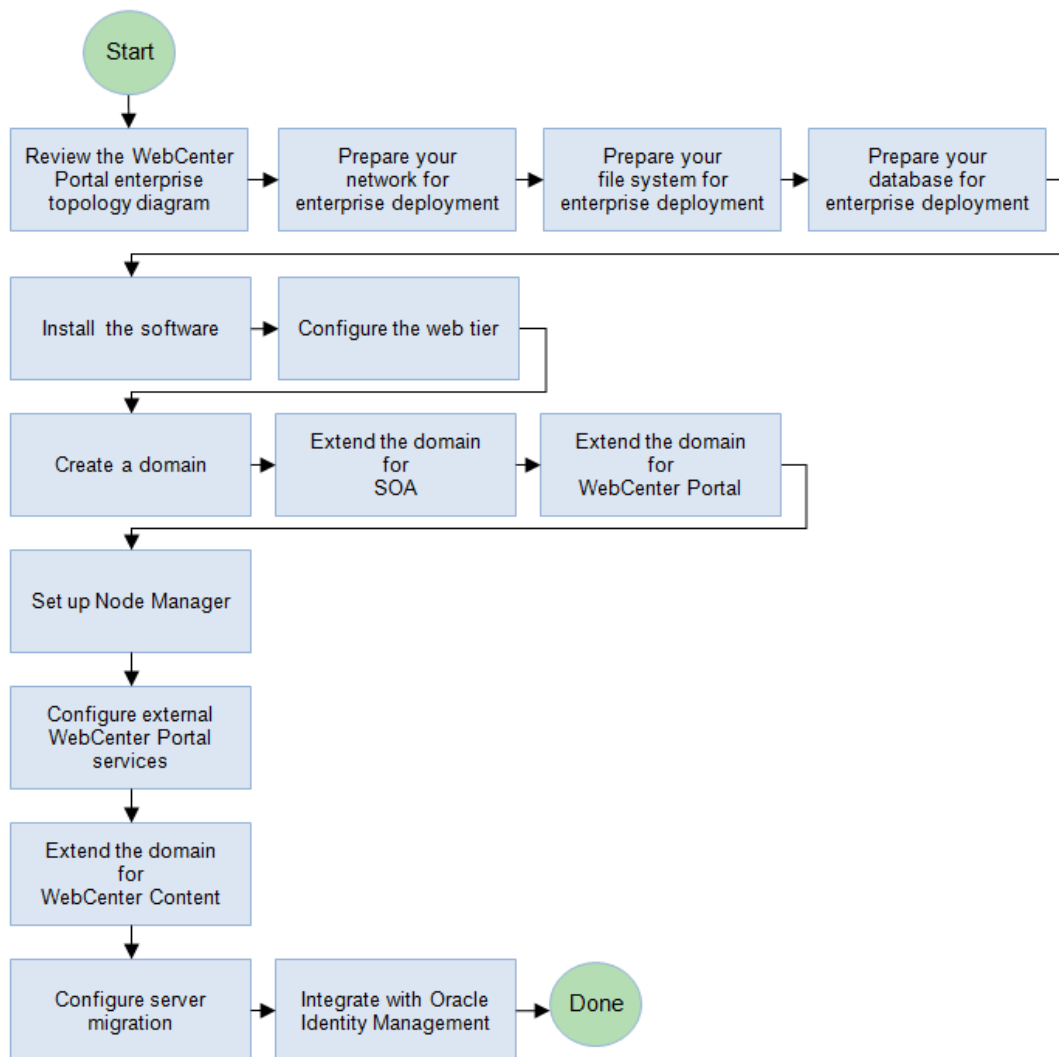 Start
Review the WebCenter
Portal enterprise
topology diagram
Prepare your
network for
enterprise deployment
Prepare your
file system for
enterprise deployment
Prepare your
database for
enterprise deployment
Install the software
Configure the web tier
Create a domain
Extend the domain
for
SOA
Extend the domain
for
WebCenter Portal
Set up Node Manager
Configure external
WebCenter Portal
services
Extend the domain
for
WebCenter Content
Configure server
migration
Integrate with Oracle
Identity Management
Done